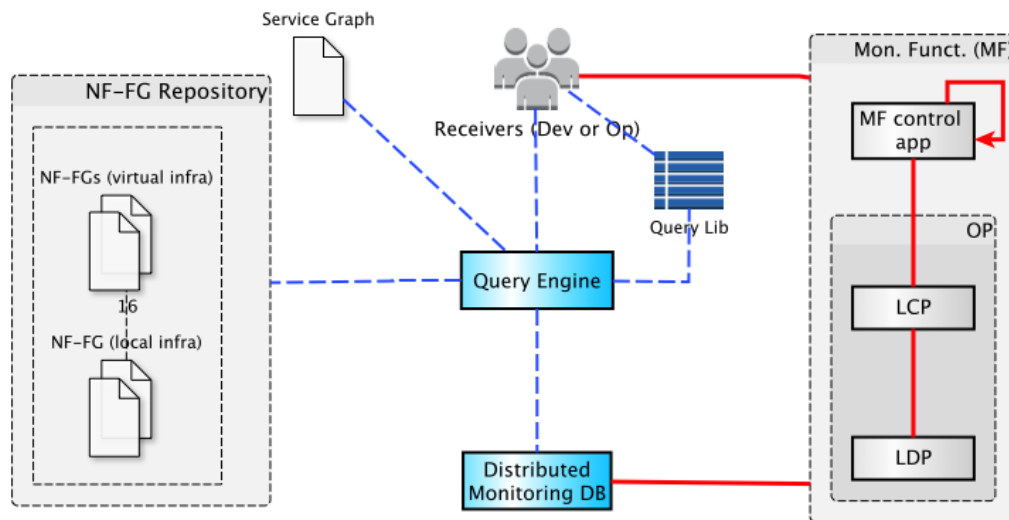 Service Graph
NF-FG Repository
NF-FGs (virtual infra)
16
NF-FG (local infra)
Receivers (Dev or Op)
Query Lib
Query Engine
Distributed
Monitoring DB
Mon. Funct. (MF)
MF control
app
OP
LCP
LDP